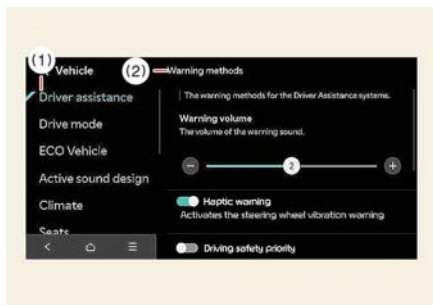 (1)
Vehicle
(2)
Warning methods
Driver assistance
The warning methods for the Driver Assistance systems.
Drive mode
Warning volume
The volume of the warning sound.
ECO Vehicle
2
Active sound design
Haptic warning
Climate
Activates the steering wheel vibration warning
Seats
Driving safety priority